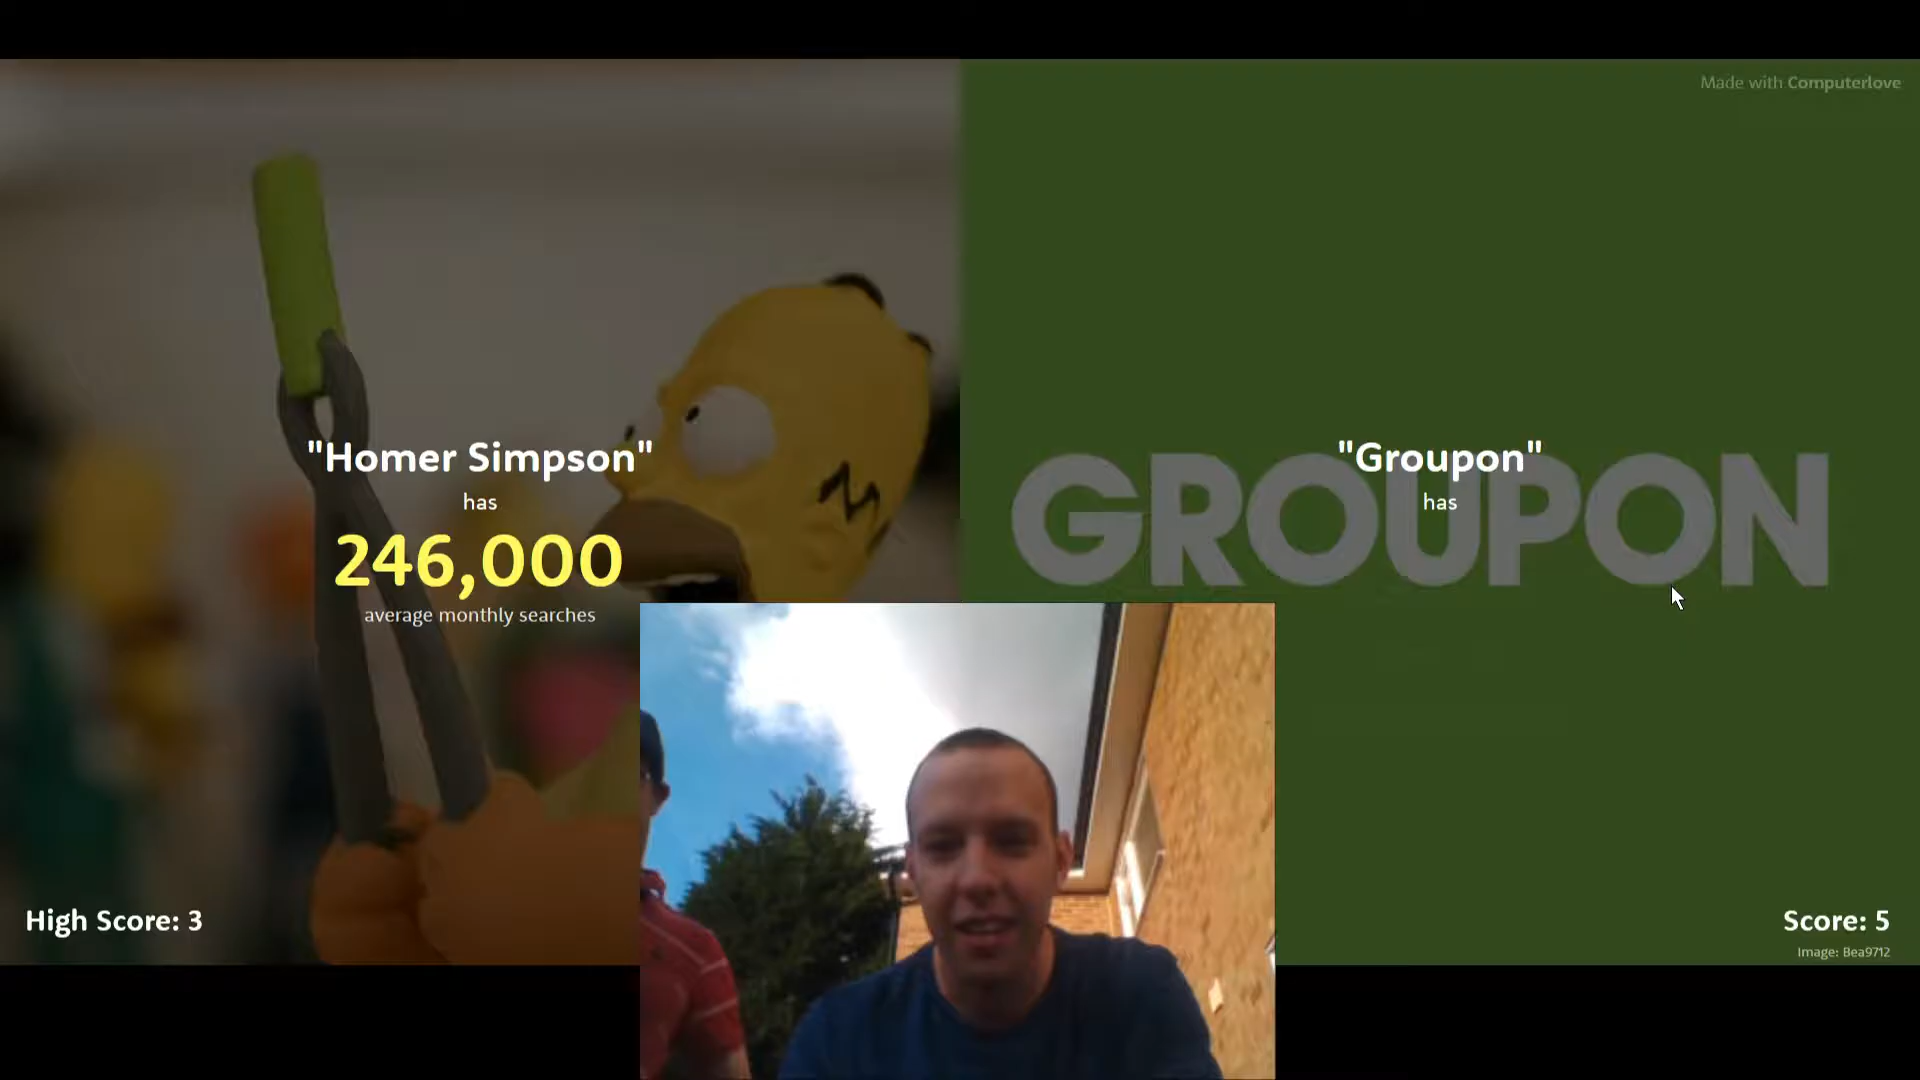 Made with Computerlove
"Homer Simpson"
has
246,000
average monthly searches
"Groupon"
has
GROUPON
High Score: 3
Score: 5
Image: Bea9712